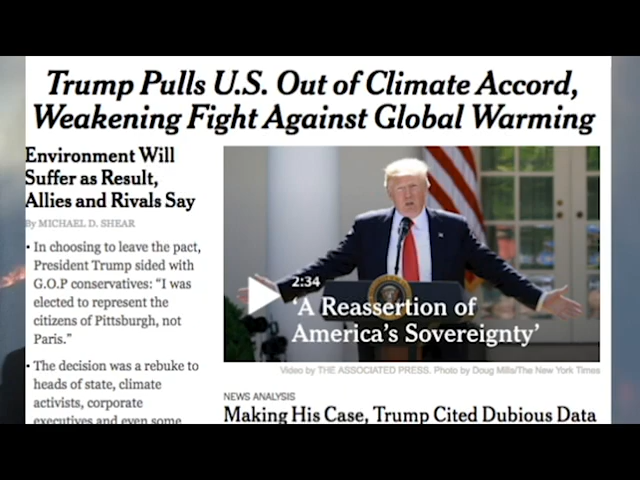 Trump Pulls U.S. Out of Climate Accord,
Weakening Fight Against Global Warming
Environment Will
Suffer as Result,
Allies and Rivals Say
By MICHAEL D. SHEAR
• In choosing to leave the pact,
President Trump sided with
G.O.P conservatives: “I was
elected to represent the
citizens of Pittsburgh, not
Paris.”
• The decision was a rebuke to
heads of state, climate
activists, corporate
executives and even some
2:34
‘A Reassertion of
America’s Sovereignty’
Video by THE ASSOCIATED PRESS. Photo by Doug Mills/The New York Times
NEWS ANALYSIS
Making His Case, Trump Cited Dubious Data